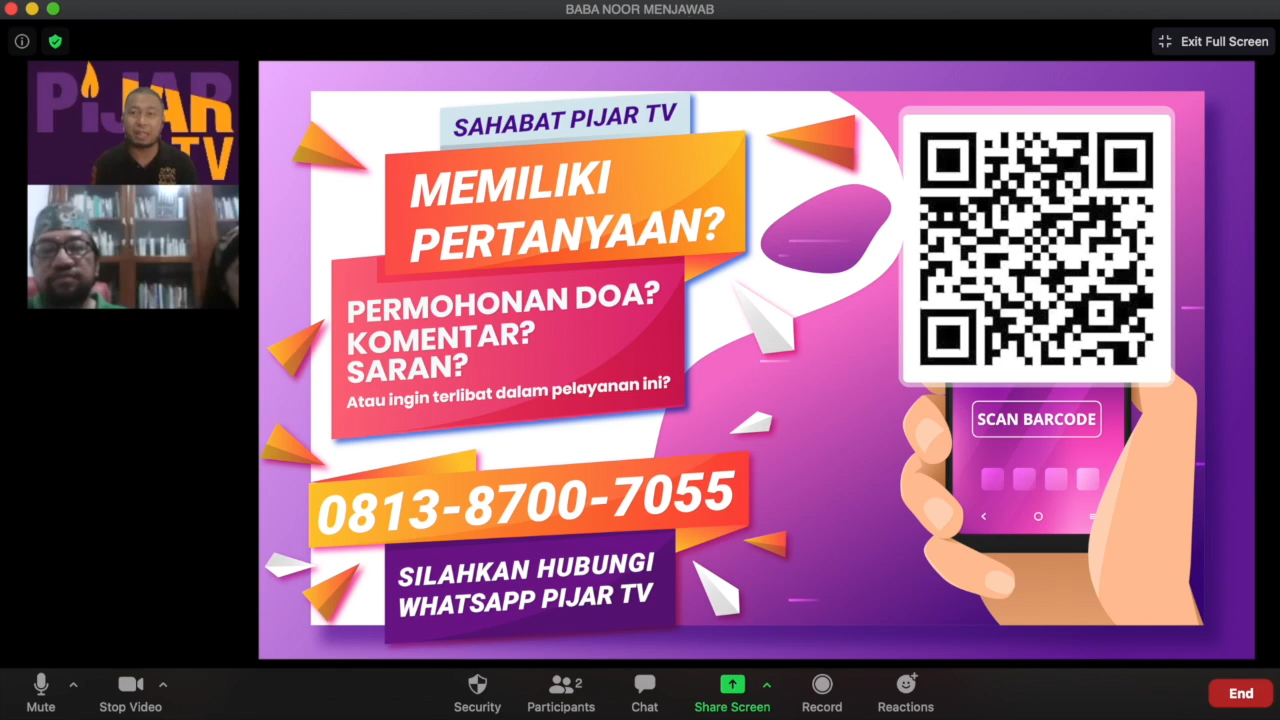 BABA NOOR MENJAWAB
Exit Full Screen
PiJAR
TV
SAHABAT PIJAR TV
MEMILIKI
PERTANYAAN?
PERMOHONAN DOA?
KOMENTAR?
SARAN?
Atau ingin terlibat dalam pelayanan ini?
0813-8700-7055
SILAHKAN HUBUNGI
WHATSAPP PIJAR TV
SCAN BARCODE
Mute
Stop Video
Security
Participants
2
Chat
Share Screen
Record
Reactions
End